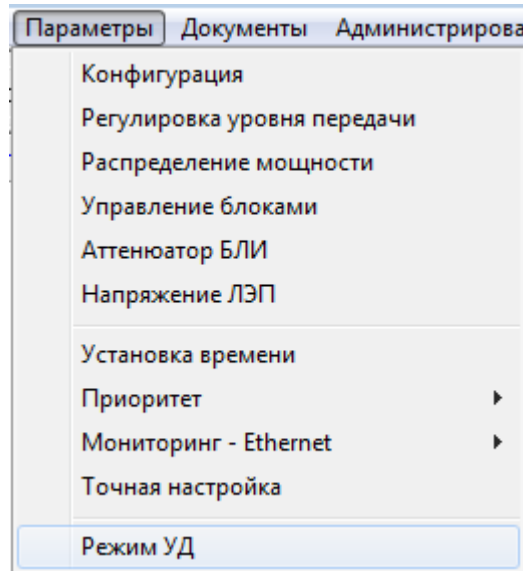 Параметры Документы Администрирова
Конфигурация
Регулировка уровня передачи
Распределение мощности
Управление блоками
Аттенюатор БЛИ
Напряжение ЛЭП
Установка времени
Приоритет
Мониторинг - Ethernet
Точная настройка
Режим УД